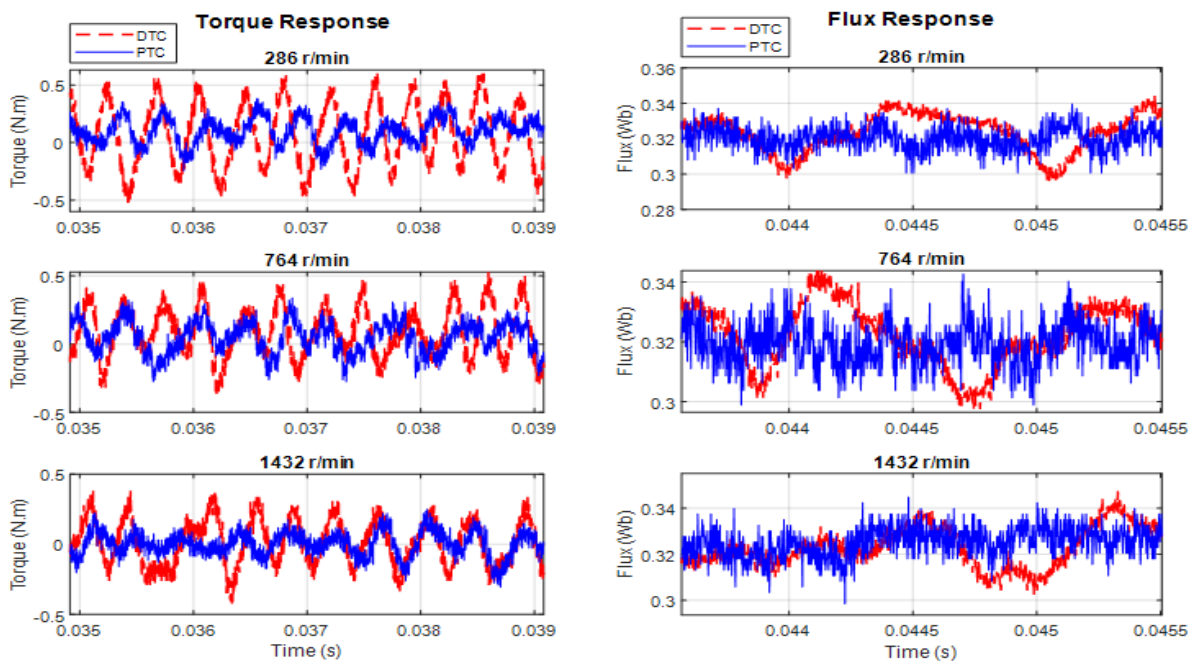 Torque Response
DTC
PTC
286 r/min
Torque (N.m)
0.5
0
-0.5
0.035
0.036
0.037
0.038
0.039
764 r/min
Torque (N.m)
0.5
0
-0.5
0.035
0.036
0.037
0.038
0.039
1432 r/min
Torque (N.m)
0.5
0
-0.5
0.035
0.036
0.037
0.038
0.039
Time (s)
Flux Response
DTC
PTC
286 r/min
Flux (Wb)
0.36
0.34
0.32
0.3
0.28
0.044
0.0445
0.045
0.0455
764 r/min
Flux (Wb)
0.34
0.32
0.3
0.044
0.0445
0.045
0.0455
1432 r/min
Flux (Wb)
0.34
0.32
0.3
0.044
0.0445
0.045
0.0455
Time (s)